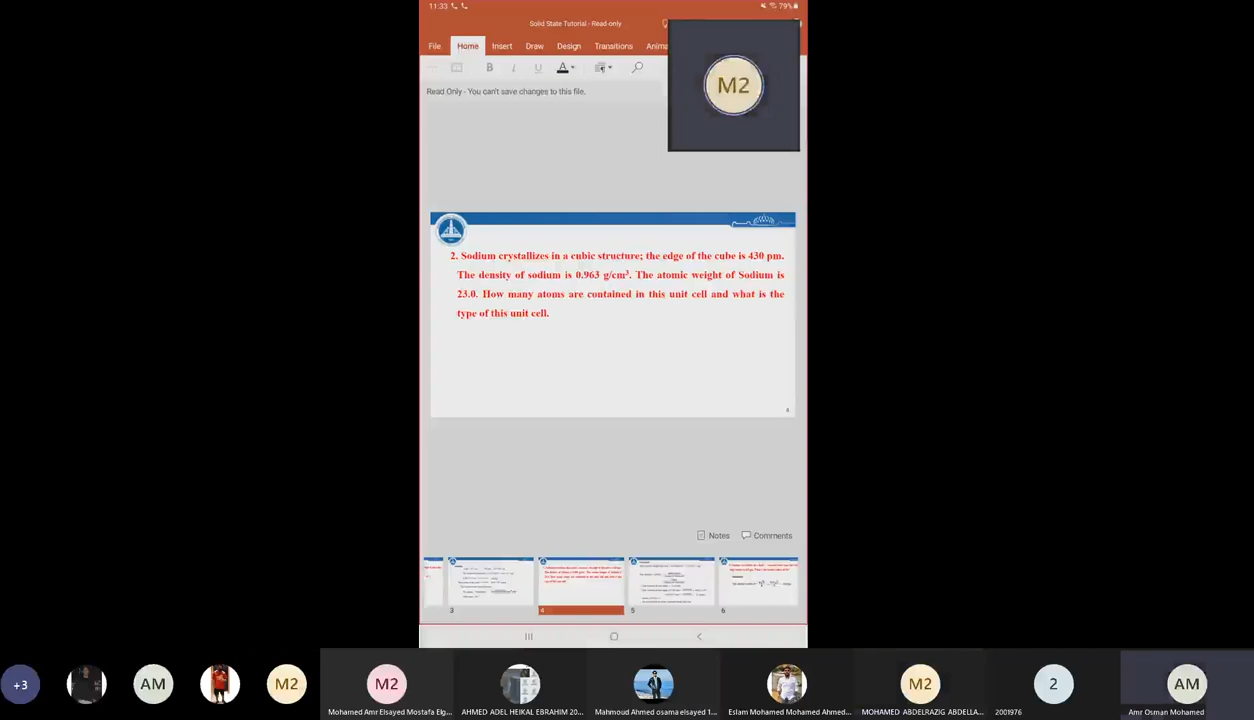 11:33
79%
Solid State Tutorial - Read-only
File Home Insert Draw Design Transitions Anima
B I U A
Read Only - You can't save changes to this file.
M2
2. Sodium crystallizes in a cubic structure; the edge of the cube is 430 pm.
The density of sodium is 0.963 g/cm³. The atomic weight of Sodium is
23.0. How many atoms are contained in this unit cell and what is the
type of this unit cell.
Notes Comments
3 4 5 6
+3 AM M2 M2 M2 2 AM
Mohamed Amr Elsayed Mostafa Elg... AHMED ADEL HEIKAL EBRAHIM 20... Mahmoud Ahmed osama elsayed 1... Eslam Mohamed Mohamed Ahmed... MOHAMED ABDELRAZIG ABDELLA... 2001976 Amr Osman Mohamed